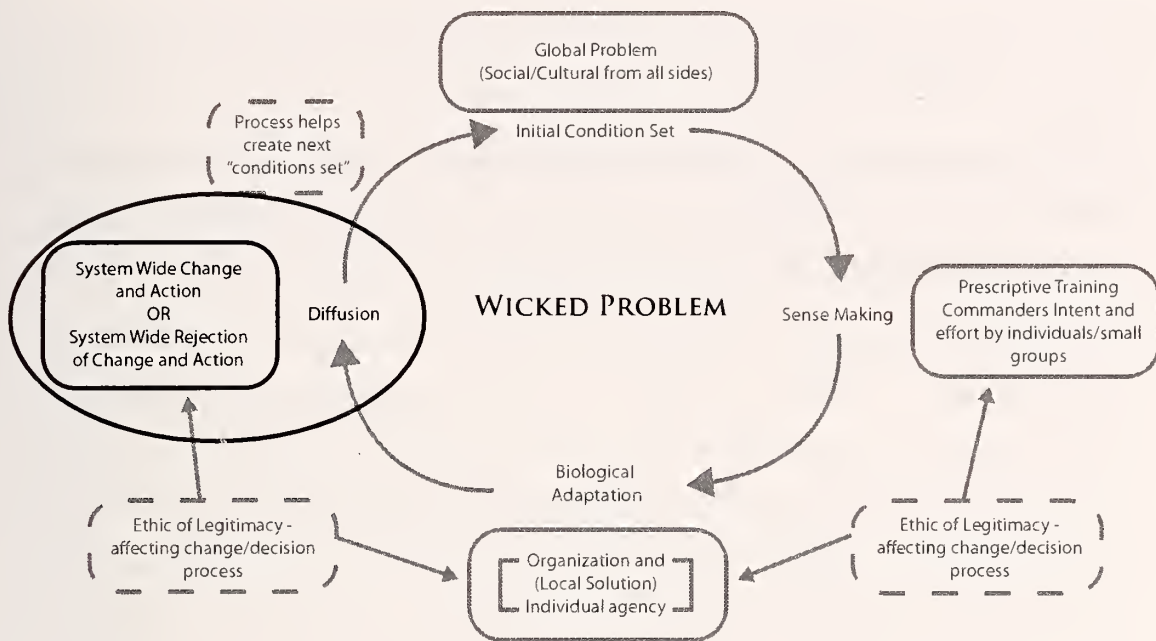 Global Problem
(Social/Cultural from all sides)
Initial Condition Set
Process helps
create next
"conditions set"
System Wide Change
and Action
OR
System Wide Rejection
of Change and Action
Diffusion
WICKED PROBLEM
Sense Making
Prescriptive Training
Commanders Intent and
effort by individuals/small
groups
Biological
Adaptation
Ethic of Legitimacy -
affecting change/decision
process
Organization and
(Local Solution)
Individual agency
Ethic of Legitimacy -
affecting change/decision
process